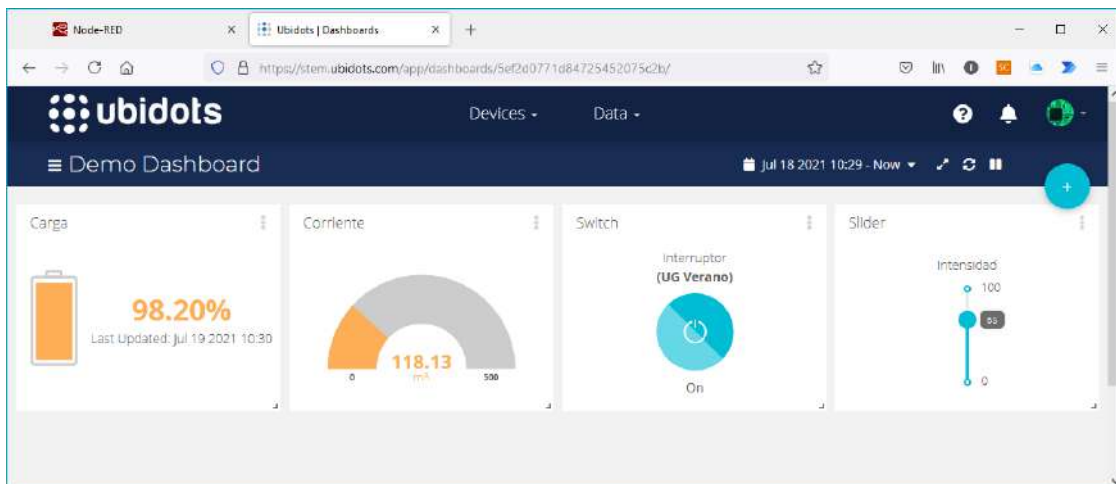 Node-RED
Ubidots | Dashboards
https://stem.ubidots.com/app/dashboards/5ef2d0771d84725452075c2b/
ubidots
Devices
Data
Demo Dashboard
Jul 18 2021 10:29 - Now
Carga
98.20%
Last Updated: Jul 19 2021 10:30
Corriente
118.13
mA
0
500
Switch
Interruptor
(UG Verano)
On
Slider
Intensidad
100
0